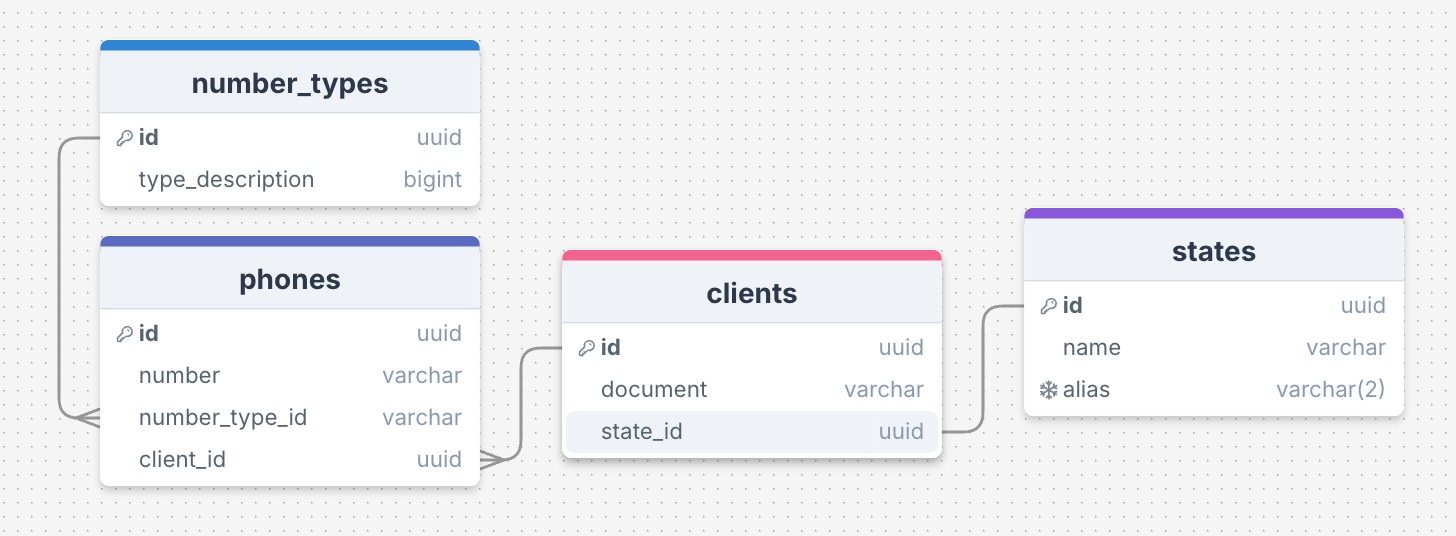 number_types
id uuid
type_description bigint
phones
id uuid
number varchar
number_type_id varchar
client_id uuid
clients
id uuid
document varchar
state_id uuid
states
id uuid
name varchar
alias varchar(2)